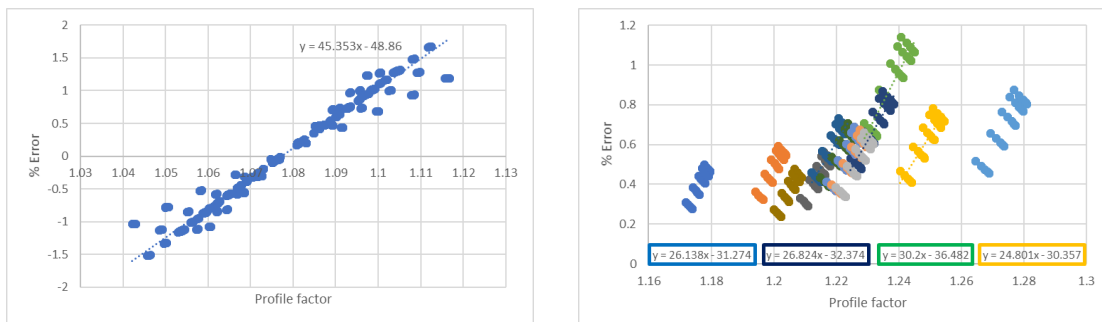 2
y = 45.353x - 48.86
1.5
1
0.5
0
1.03 1.04 1.05 1.06 1.07 1.08 1.09 1.1 1.11 1.12 1.13
-0.5
-1
-1.5
-2
% Error
Profile factor
1.2
1
0.8
0.6
0.4
0.2
0
y = 26.138x - 31.274 y = 26.824x - 32.374 y = 30.2x - 36.482 y = 24.801x - 30.357
1.16 1.18 1.2 1.22 1.24 1.26 1.28 1.3
% Error
Profile factor